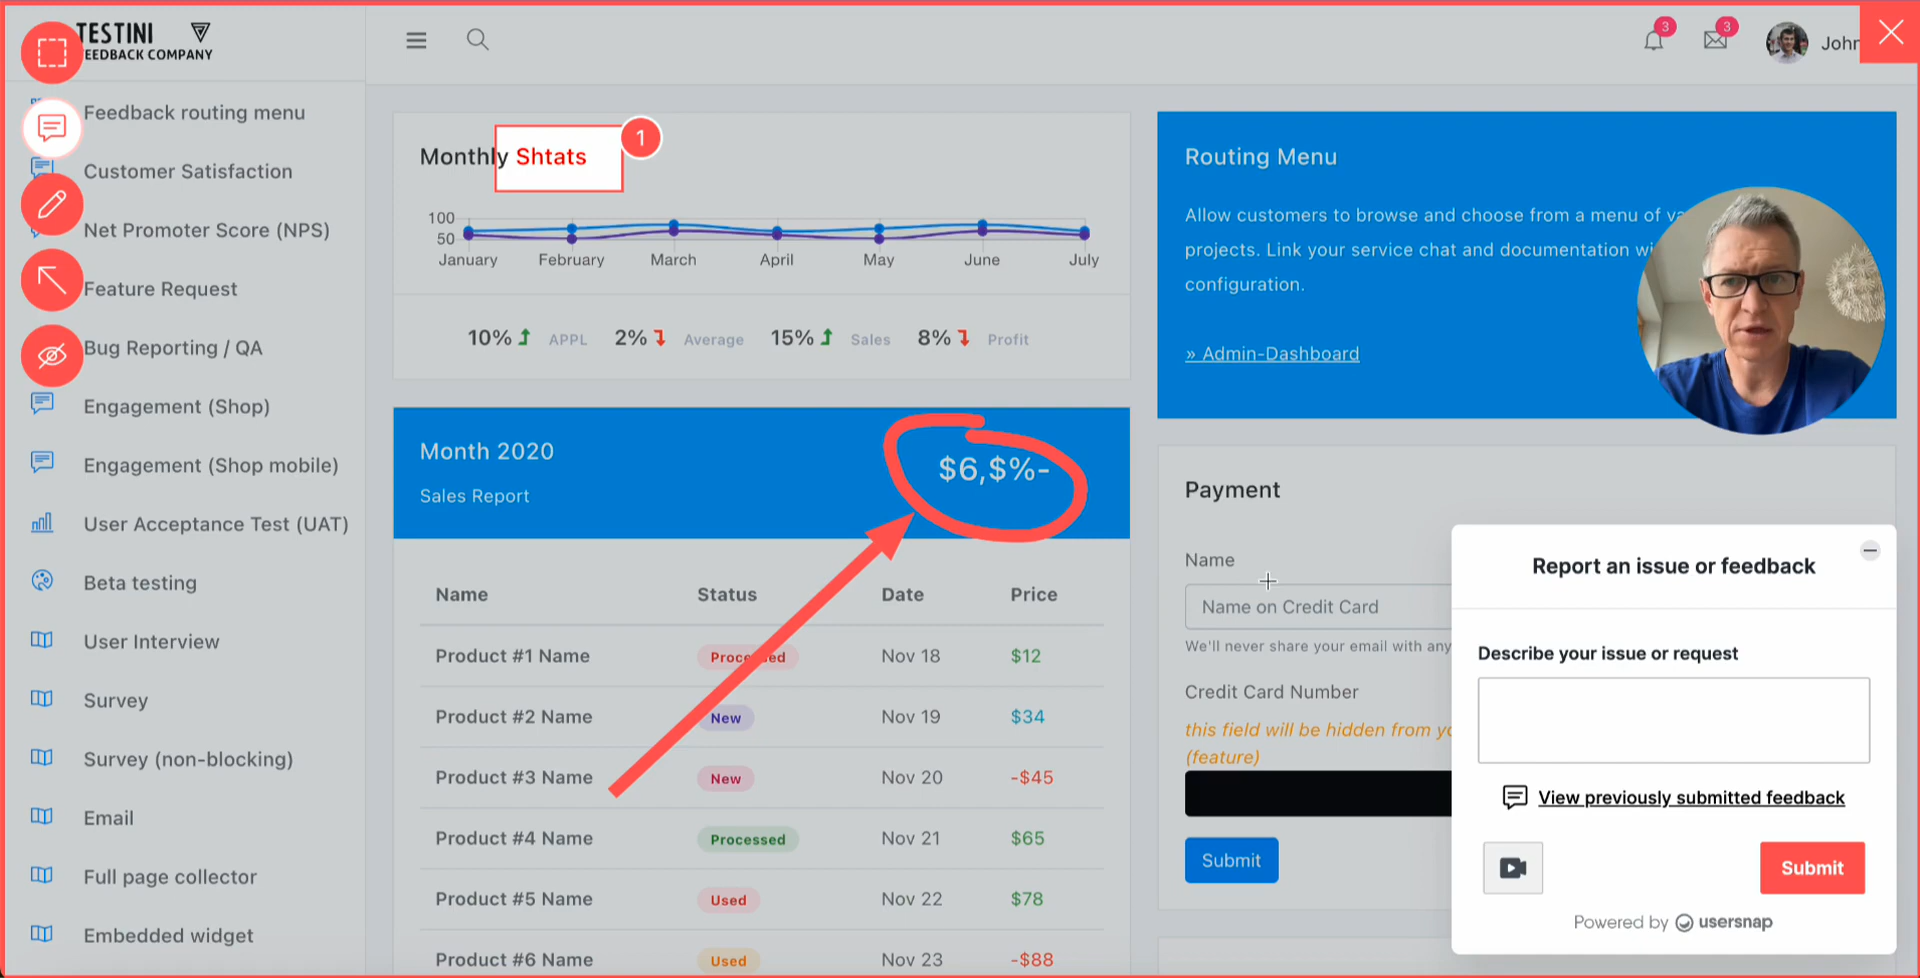 TESTINI
FEEDBACK COMPANY
3
3
John
Feedback routing menu
Customer Satisfaction
Net Promoter Score (NPS)
Feature Request
Bug Reporting / QA
Engagement (Shop)
Engagement (Shop mobile)
User Acceptance Test (UAT)
Beta testing
User Interview
Survey
Survey (non-blocking)
Email
Full page collector
Embedded widget
Monthly Shtats
1
100
50
January February March April May June July
10% APPL 2% Average 15% Sales 8% Profit
Month 2020
Sales Report
$6,$%-
Name Status Date Price
Product #1 Name Processed Nov 18 $12
Product #2 Name New Nov 19 $34
Product #3 Name New Nov 20 -$45
Product #4 Name Processed Nov 21 $65
Product #5 Name Used Nov 22 $78
Product #6 Name Used Nov 23 -$88
Routing Menu
Allow customers to browse and choose from a menu of
projects. Link your service chat and documentation
configuration.
» Admin-Dashboard
Payment
Name
Name on Credit Card
We'll never share your email with
Credit Card Number
this field will be hidden from
(feature)
Submit
Report an issue or feedback
Describe your issue or request
View previously submitted feedback
Submit
Powered by usersnap